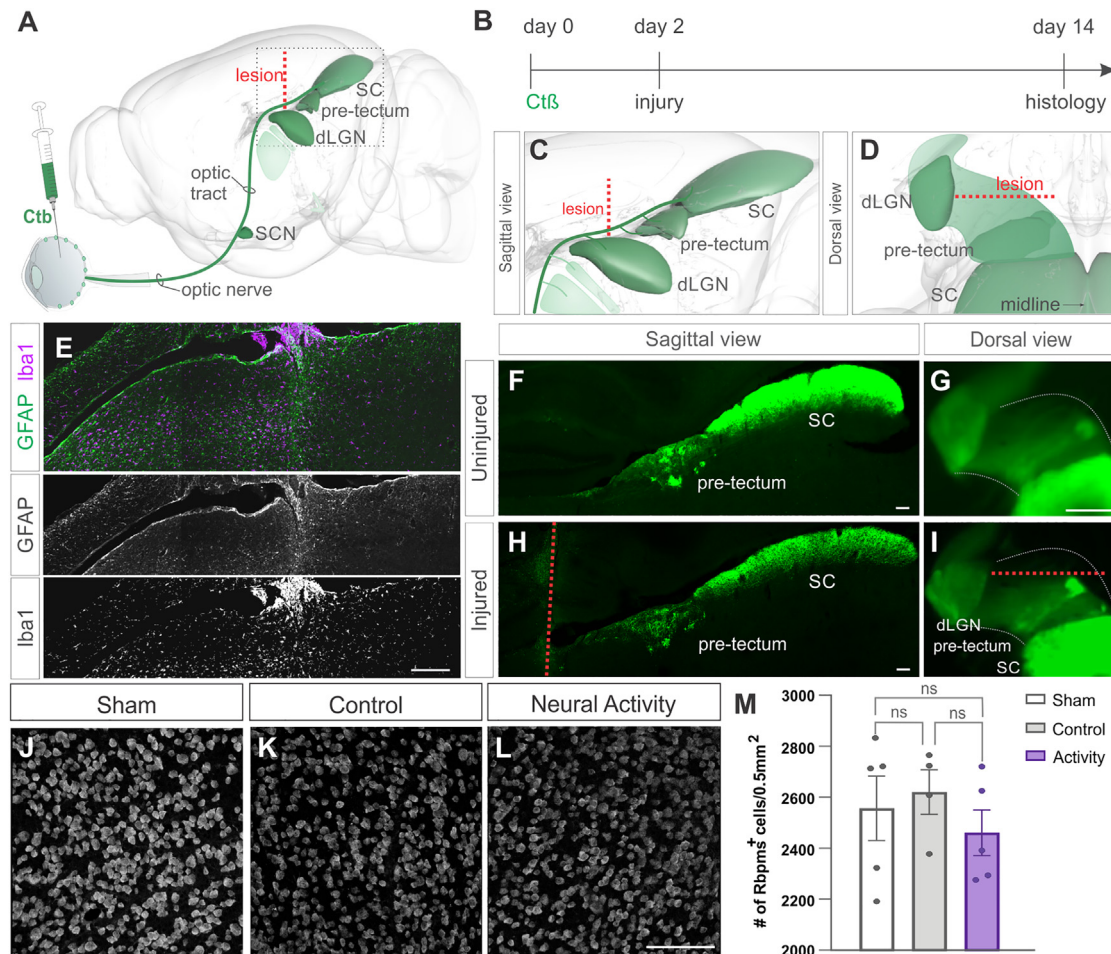 A
lesion
SC
pre-tectum
dLGN
optic
tract
Ctb
SCN
optic nerve
B
day 0
day 2
day 14
Ctß
injury
histology
Sagittal view
C
lesion
SC
pre-tectum
dLGN
Dorsal view
D
dLGN
lesion
pre-tectum
SC
midline
E
GFAP Iba1
GFAP
Iba1
Sagittal view
Dorsal view
Uninjured
F
SC
pre-tectum
G
Injured
H
SC
pre-tectum
I
dLGN
pre-tectum
SC
Sham
Control
Neural Activity
J
K
L
M
# of Rbpms+ cells/0.5mm2
3000
2800
2600
2400
2200
2000
ns
ns
ns
Sham
Control
Activity